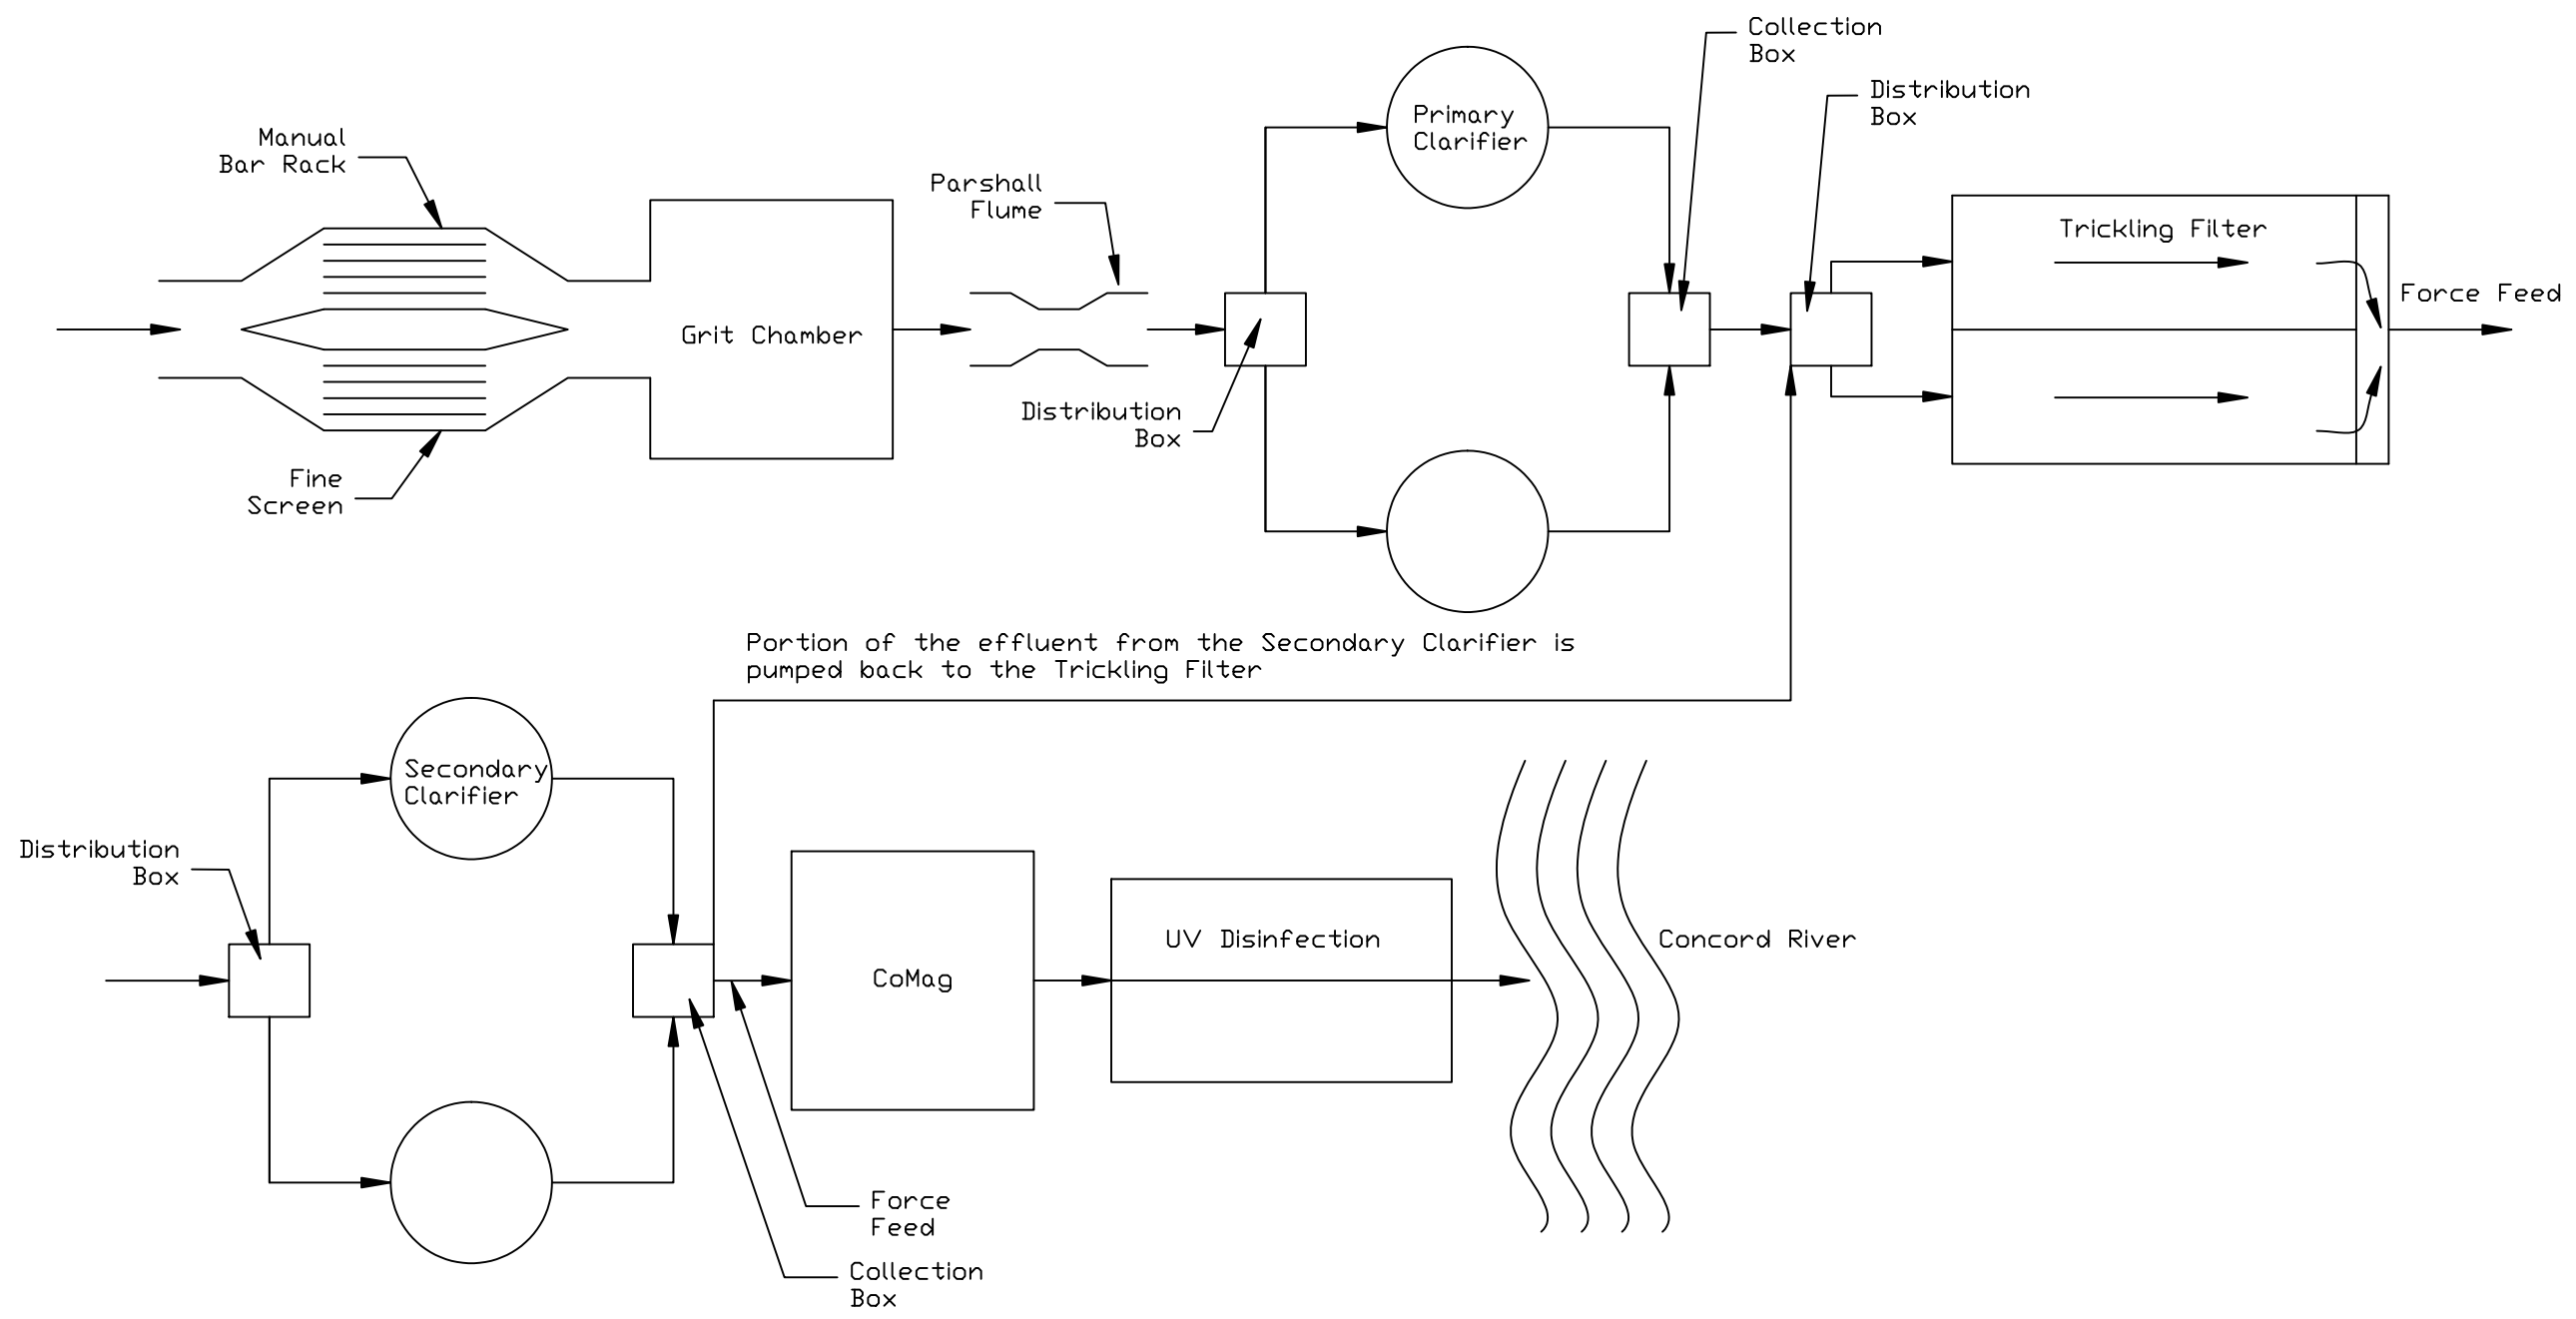 Collection
Box
Distribution
Box
Primary
Clarifier
Manual
Bar Rack
Parshall
Flume
Trickling Filter
Force Feed
Grit Chamber
Distribution
Box
Fine
Screen
Portion of the effluent from the Secondary Clarifier is
pumped back to the Trickling Filter
Secondary
Clarifier
Distribution
Box
UV Disinfection
Concord River
CoMag
Force
Feed
Collection
Box